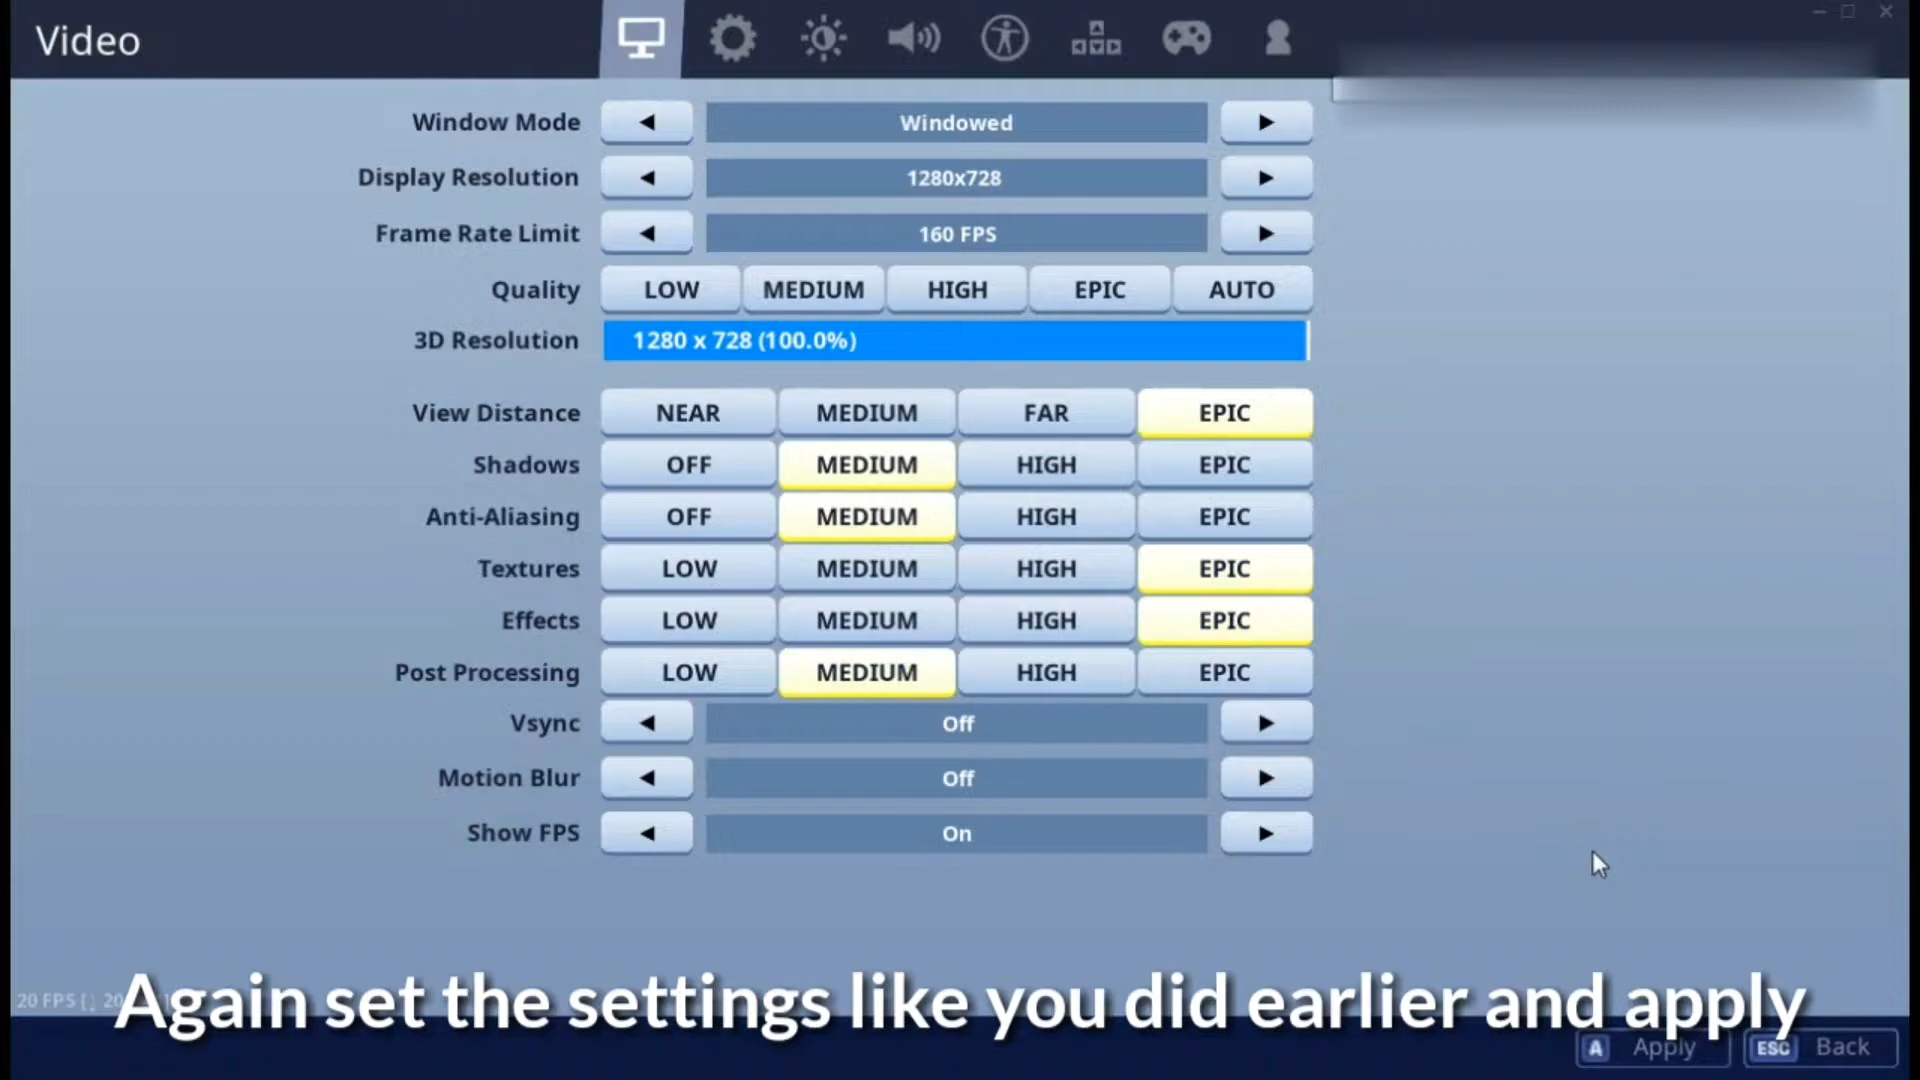 Video
Window Mode Windowed
Display Resolution 1280x728
Frame Rate Limit 160 FPS
Quality LOW MEDIUM HIGH EPIC AUTO
3D Resolution 1280 x 728 (100.0%)
View Distance NEAR MEDIUM FAR EPIC
Shadows OFF MEDIUM HIGH EPIC
Anti-Aliasing OFF MEDIUM HIGH EPIC
Textures LOW MEDIUM HIGH EPIC
Effects LOW MEDIUM HIGH EPIC
Post Processing LOW MEDIUM HIGH EPIC
Vsync Off
Motion Blur Off
Show FPS On
20 FPS
Again set the settings like you did earlier and apply
A Apply ESC Back